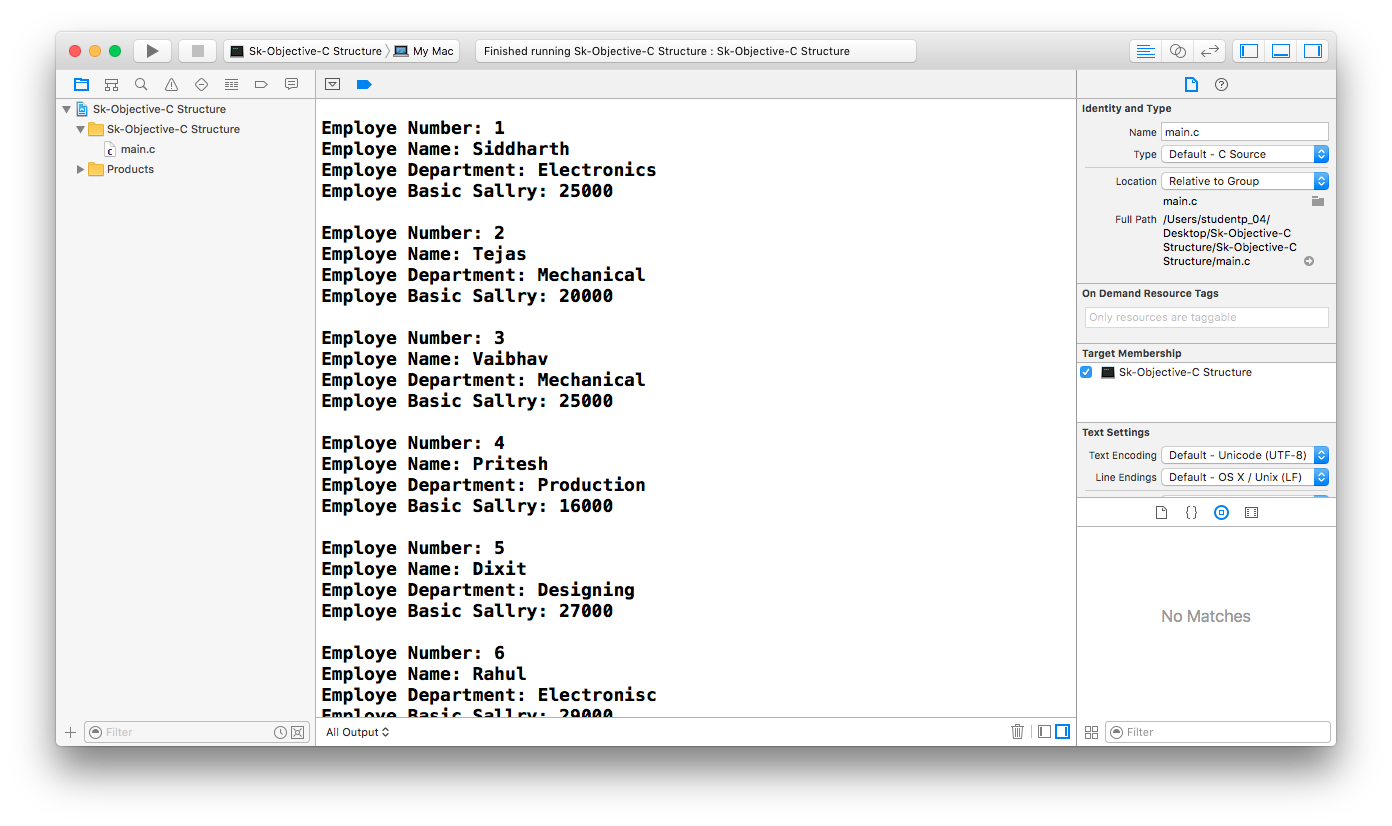 Sk-Objective-C Structure
My Mac
Finished running Sk-Objective-C Structure : Sk-Objective-C Structure
Sk-Objective-C Structure
Sk-Objective-C Structure
main.c
Products
Filter
Employe Number: 1
Employe Name: Siddharth
Employe Department: Electronics
Employe Basic Sallry: 25000
Employe Number: 2
Employe Name: Tejas
Employe Department: Mechanical
Employe Basic Sallry: 20000
Employe Number: 3
Employe Name: Vaibhav
Employe Department: Mechanical
Employe Basic Sallry: 25000
Employe Number: 4
Employe Name: Pritesh
Employe Department: Production
Employe Basic Sallry: 16000
Employe Number: 5
Employe Name: Dixit
Employe Department: Designing
Employe Basic Sallry: 27000
Employe Number: 6
Employe Name: Rahul
Employe Department: Electronisc
Employe Basic Sallry: 29000
All Output
Identity and Type
Name main.c
Type Default - C Source
Location Relative to Group
main.c
Full Path /Users/studentp_04/
Desktop/Sk-Objective-C
Structure/Sk-Objective-C
Structure/main.c
On Demand Resource Tags
Only resources are taggable
Target Membership
Sk-Objective-C Structure
Text Settings
Text Encoding Default - Unicode (UTF-8)
Line Endings Default - OS X / Unix (LF)
No Matches
Filter